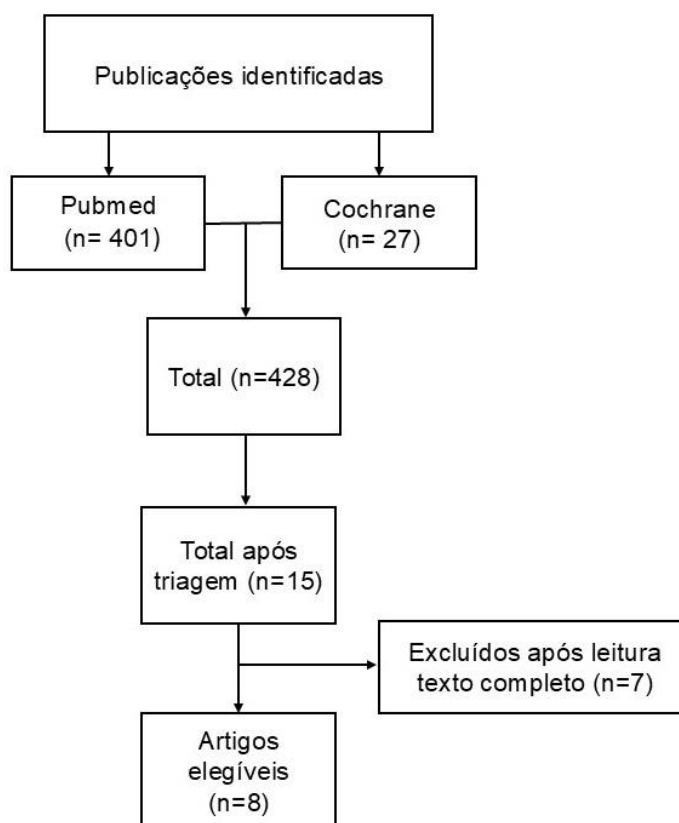 Publicações identificadas
Pubmed
(n= 401)
Cochrane
(n= 27)
Total (n=428)
Total após
triagem (n=15)
Excluídos após leitura
texto completo (n=7)
Artigos
elegíveis
(n=8)